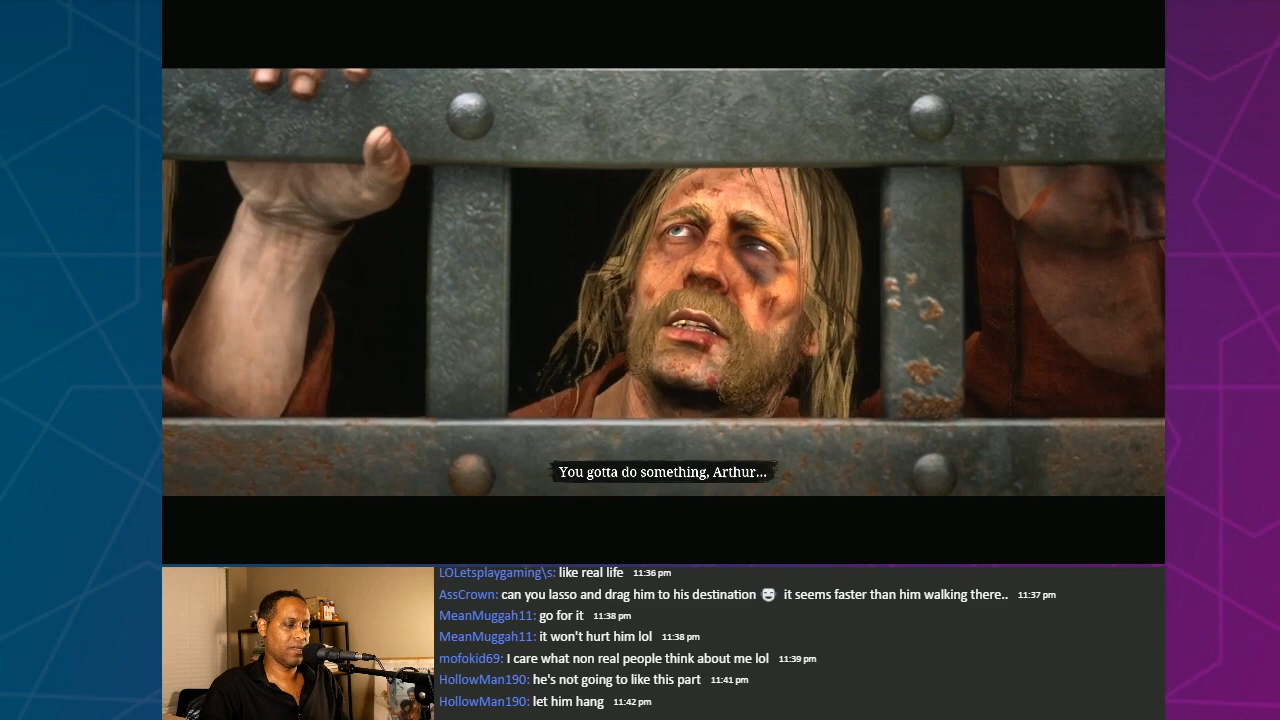 You gotta do something, Arthur...
LOLetsplaygaming\s: like real life 11:36 pm
AssCrown: can you lasso and drag him to his destination it seems faster than him walking there.. 11:37 pm
MeanMuggah11: go for it 11:38 pm
MeanMuggah11: it won't hurt him lol 11:38 pm
mofokid69: I care what non real people think about me lol 11:39 pm
HollowMan190: he's not going to like this part 11:41 pm
HollowMan190: let him hang 11:42 pm